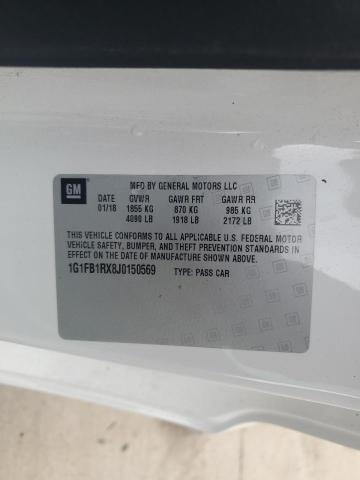 GM
MFD BY GENERAL MOTORS LLC
DATE GVWR GAWR FRT GAWR RR
01/18 1855 KG 870 KG 985 KG
4090 LB 1918 LB 2172 LB
THIS VEHICLE CONFORMS TO ALL APPLICABLE U.S. FEDERAL MOTOR
VEHICLE SAFETY, BUMPER, AND THEFT PREVENTION STANDARDS IN
EFFECT ON THE DATE OF MANUFACTURE SHOWN ABOVE.
1G1FB1RX8J0150569 TYPE: PASS CAR